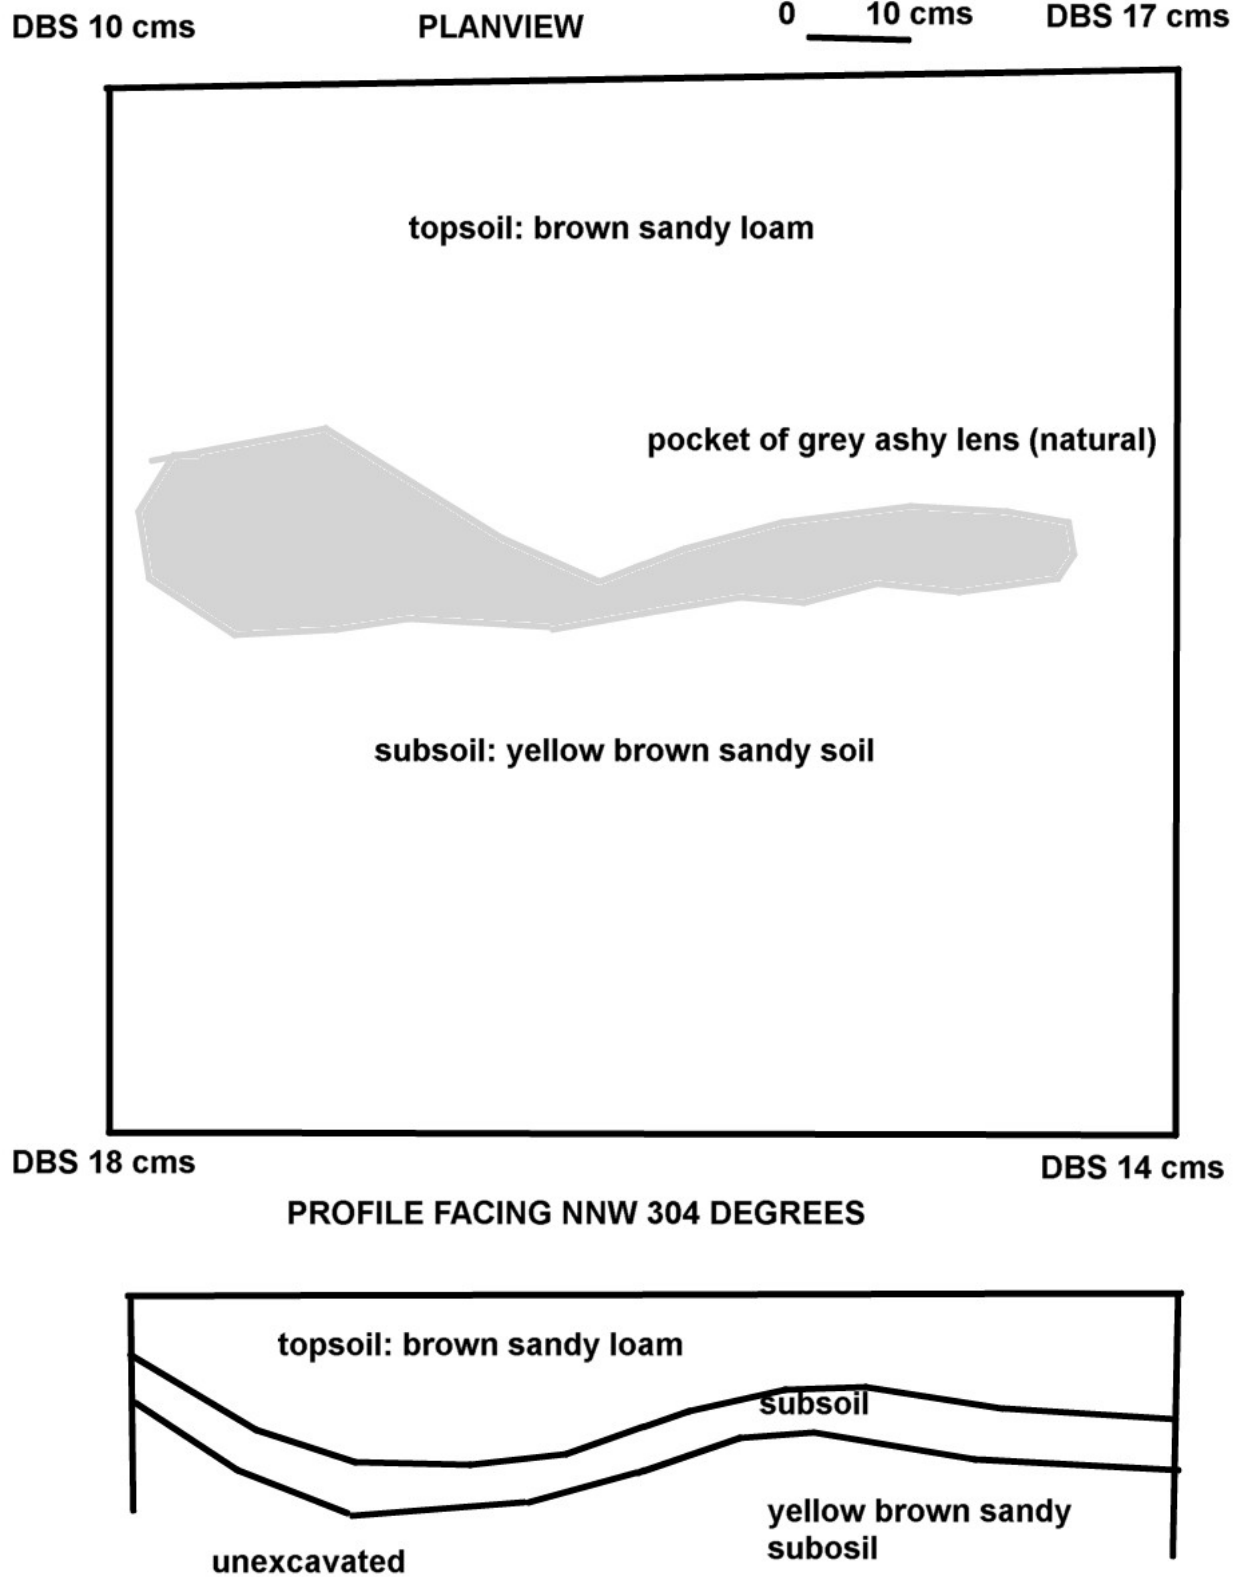 DBS 10 cms PLANVIEW 0 10 cms DBS 17 cms
topsoil: brown sandy loam
pocket of grey ashy lens (natural)
subsoil: yellow brown sandy soil
DBS 18 cms DBS 14 cms
PROFILE FACING NNW 304 DEGREES
topsoil: brown sandy loam
subsoil
yellow brown sandy
subosil
unexcavated